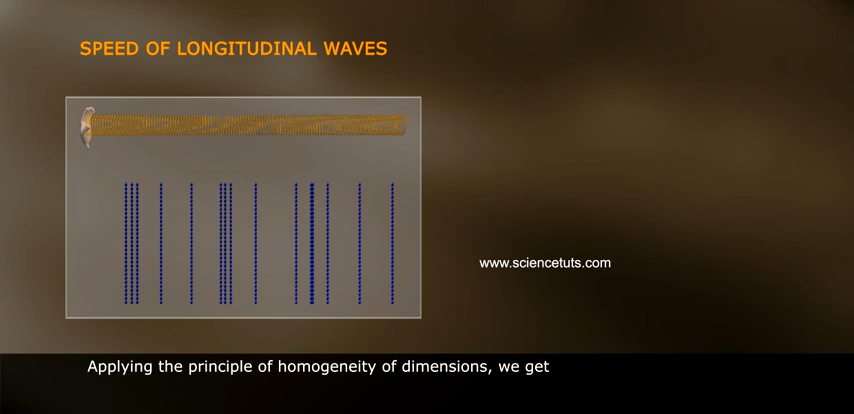 SPEED OF LONGITUDINAL WAVES
www.sciencetuts.com
Applying the principle of homogeneity of dimensions, we get